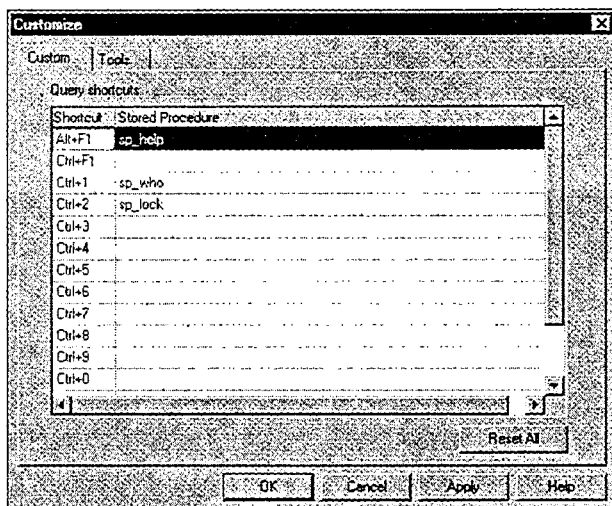 Customize
Custom Tools
Query shortcuts
Shortcut Stored Procedure
Alt+F1 sp_help
Ctrl+F1
Ctrl+1 sp_who
Ctrl+2 sp_lock
Ctrl+3
Ctrl+4
Ctrl+5
Ctrl+6
Ctrl+7
Ctrl+8
Ctrl+9
Ctrl+0
Reset All
OK Cancel Apply Help